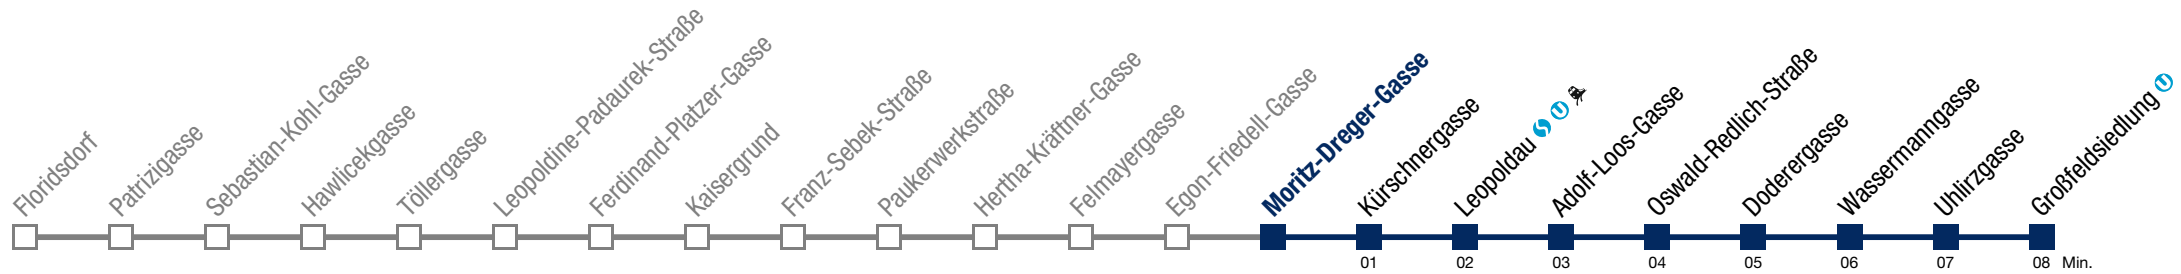 Floridsdorf
Patrizigasse
Sebastian-Kohl-Gasse
Hawlicekgasse
Töllergasse
Leopoldine-Padaurek-Straße
Ferdinand-Platzer-Gasse
Kaisergrund
Franz-Sebek-Straße
Paukerwerkstraße
Hertha-Kräftner-Gasse
Felmayergasse
Egon-Friedell-Gasse
Moritz-Dreger-Gasse
Kürschnergasse
Leopoldau S U
Adolf-Loos-Gasse
Oswald-Redlich-Straße
Doderergasse
Wassermanngasse
Uhlirzgasse
Großfeldsiedlung U
01 02 03 04 05 06 07 08 Min.